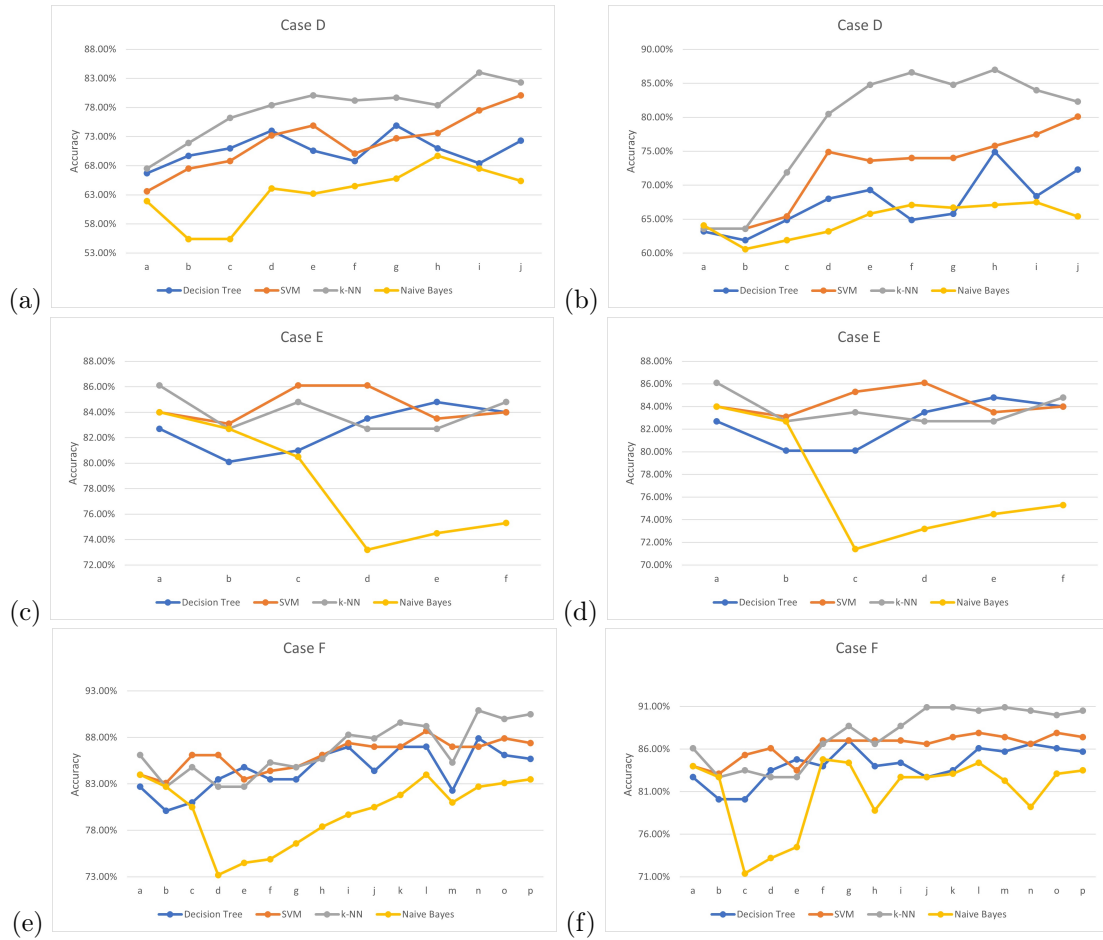 Case D
88.00%
83.00%
78.00%
73.00%
68.00%
63.00%
58.00%
53.00%
Accuracy
a b c d e f g h i j
Decision Tree SVM k-NN Naive Bayes
(a)
Case D
90.00%
85.00%
80.00%
75.00%
70.00%
65.00%
60.00%
Accuracy
a b c d e f g h i j
Decision Tree SVM k-NN Naive Bayes
(b)
Case E
88.00%
86.00%
84.00%
82.00%
80.00%
78.00%
76.00%
74.00%
72.00%
Accuracy
a b c d e f
Decision Tree SVM k-NN Naive Bayes
(c)
Case E
88.00%
86.00%
84.00%
82.00%
80.00%
78.00%
76.00%
74.00%
72.00%
70.00%
Accuracy
a b c d e f
Decision Tree SVM k-NN Naive Bayes
(d)
Case F
93.00%
88.00%
83.00%
78.00%
73.00%
Accuracy
a b c d e f g h i j k l m n o p
Decision Tree SVM k-NN Naive Bayes
(e)
Case F
91.00%
86.00%
81.00%
76.00%
71.00%
Accuracy
a b c d e f g h i j k l m n o p
Decision Tree SVM k-NN Naive Bayes
(f)